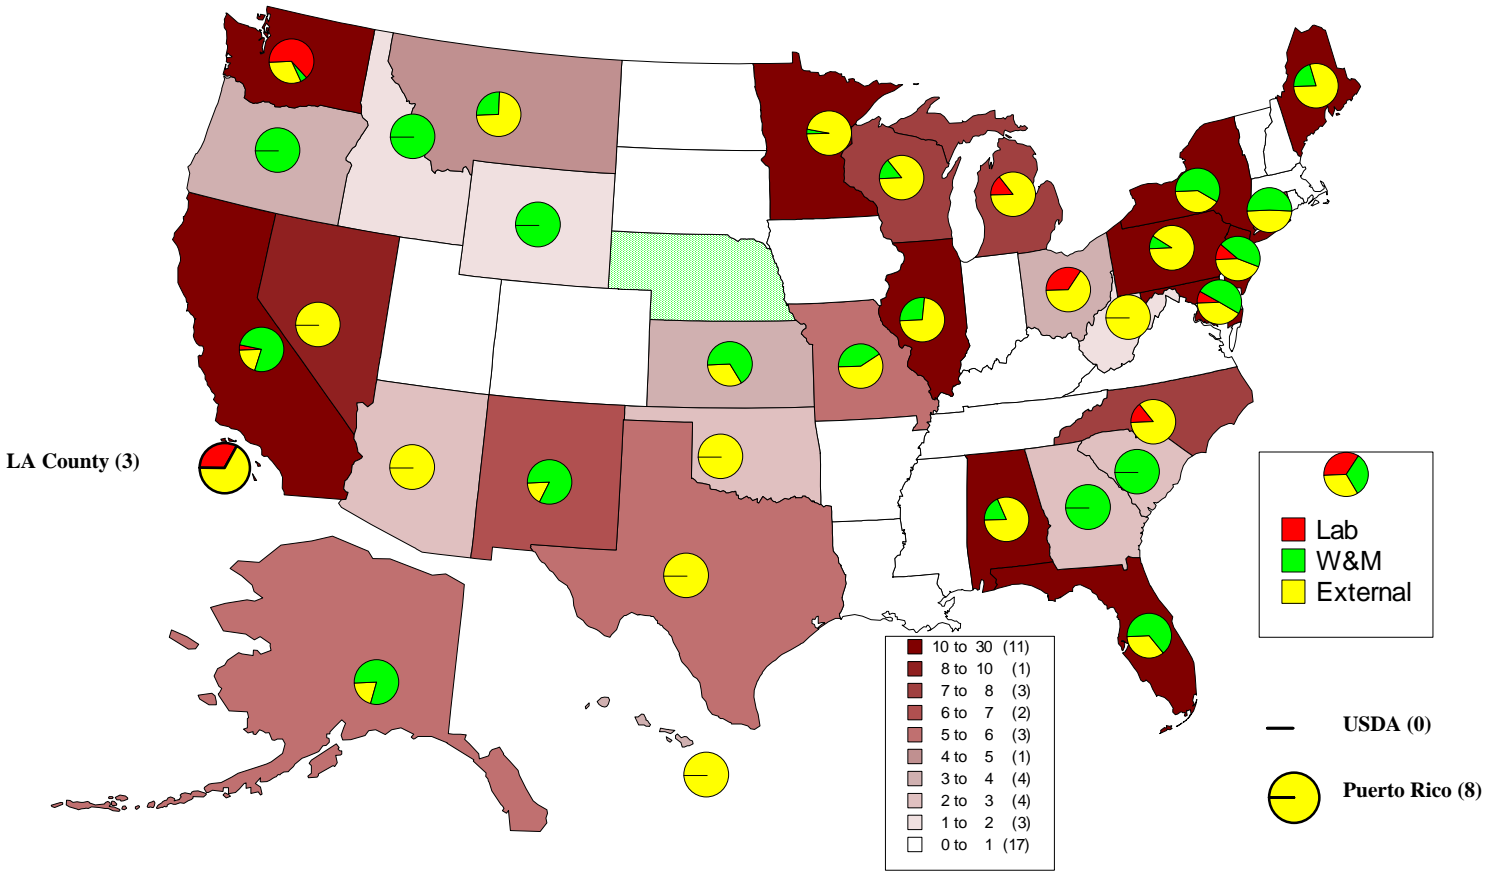 LA County (3)
Lab
W&M
External
10 to 30 (11)
8 to 10 (1)
7 to 8 (3)
6 to 7 (2)
5 to 6 (3)
4 to 5 (1)
3 to 4 (4)
2 to 3 (4)
1 to 2 (3)
0 to 1 (17)
USDA (0)
Puerto Rico (8)